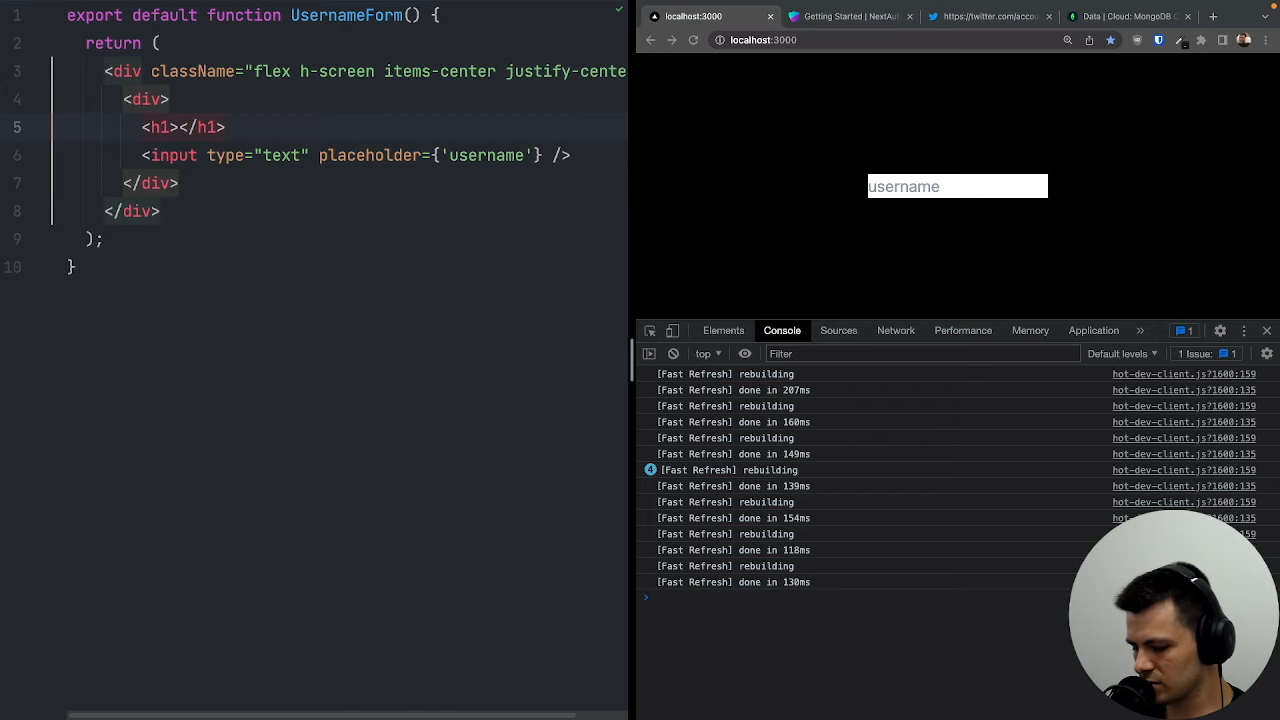 1 export default function UsernameForm() {
2 return (
3 <div className="flex h-screen items-center justify-cente
4 <div>
5 <h1></h1>
6 <input type="text" placeholder={'username'} />
7 </div>
8 </div>
9 );
10 }
localhost:3000
Getting Started | NextAut
https://twitter.com/accou
Data | Cloud: MongoDB C
localhost:3000
username
Elements Console Sources Network Performance Memory Application 1
top Filter Default levels 1 Issue: 1
[Fast Refresh] rebuilding hot-dev-client.js?1600:159
[Fast Refresh] done in 207ms hot-dev-client.js?1600:135
[Fast Refresh] rebuilding hot-dev-client.js?1600:159
[Fast Refresh] done in 160ms hot-dev-client.js?1600:135
[Fast Refresh] rebuilding hot-dev-client.js?1600:159
[Fast Refresh] done in 149ms hot-dev-client.js?1600:135
4 [Fast Refresh] rebuilding hot-dev-client.js?1600:159
[Fast Refresh] done in 139ms hot-dev-client.js?1600:135
[Fast Refresh] rebuilding hot-dev-client.js?1600:159
[Fast Refresh] done in 154ms hot-dev-client.js?1600:135
[Fast Refresh] rebuilding 159
[Fast Refresh] done in 118ms
[Fast Refresh] rebuilding
[Fast Refresh] done in 130ms